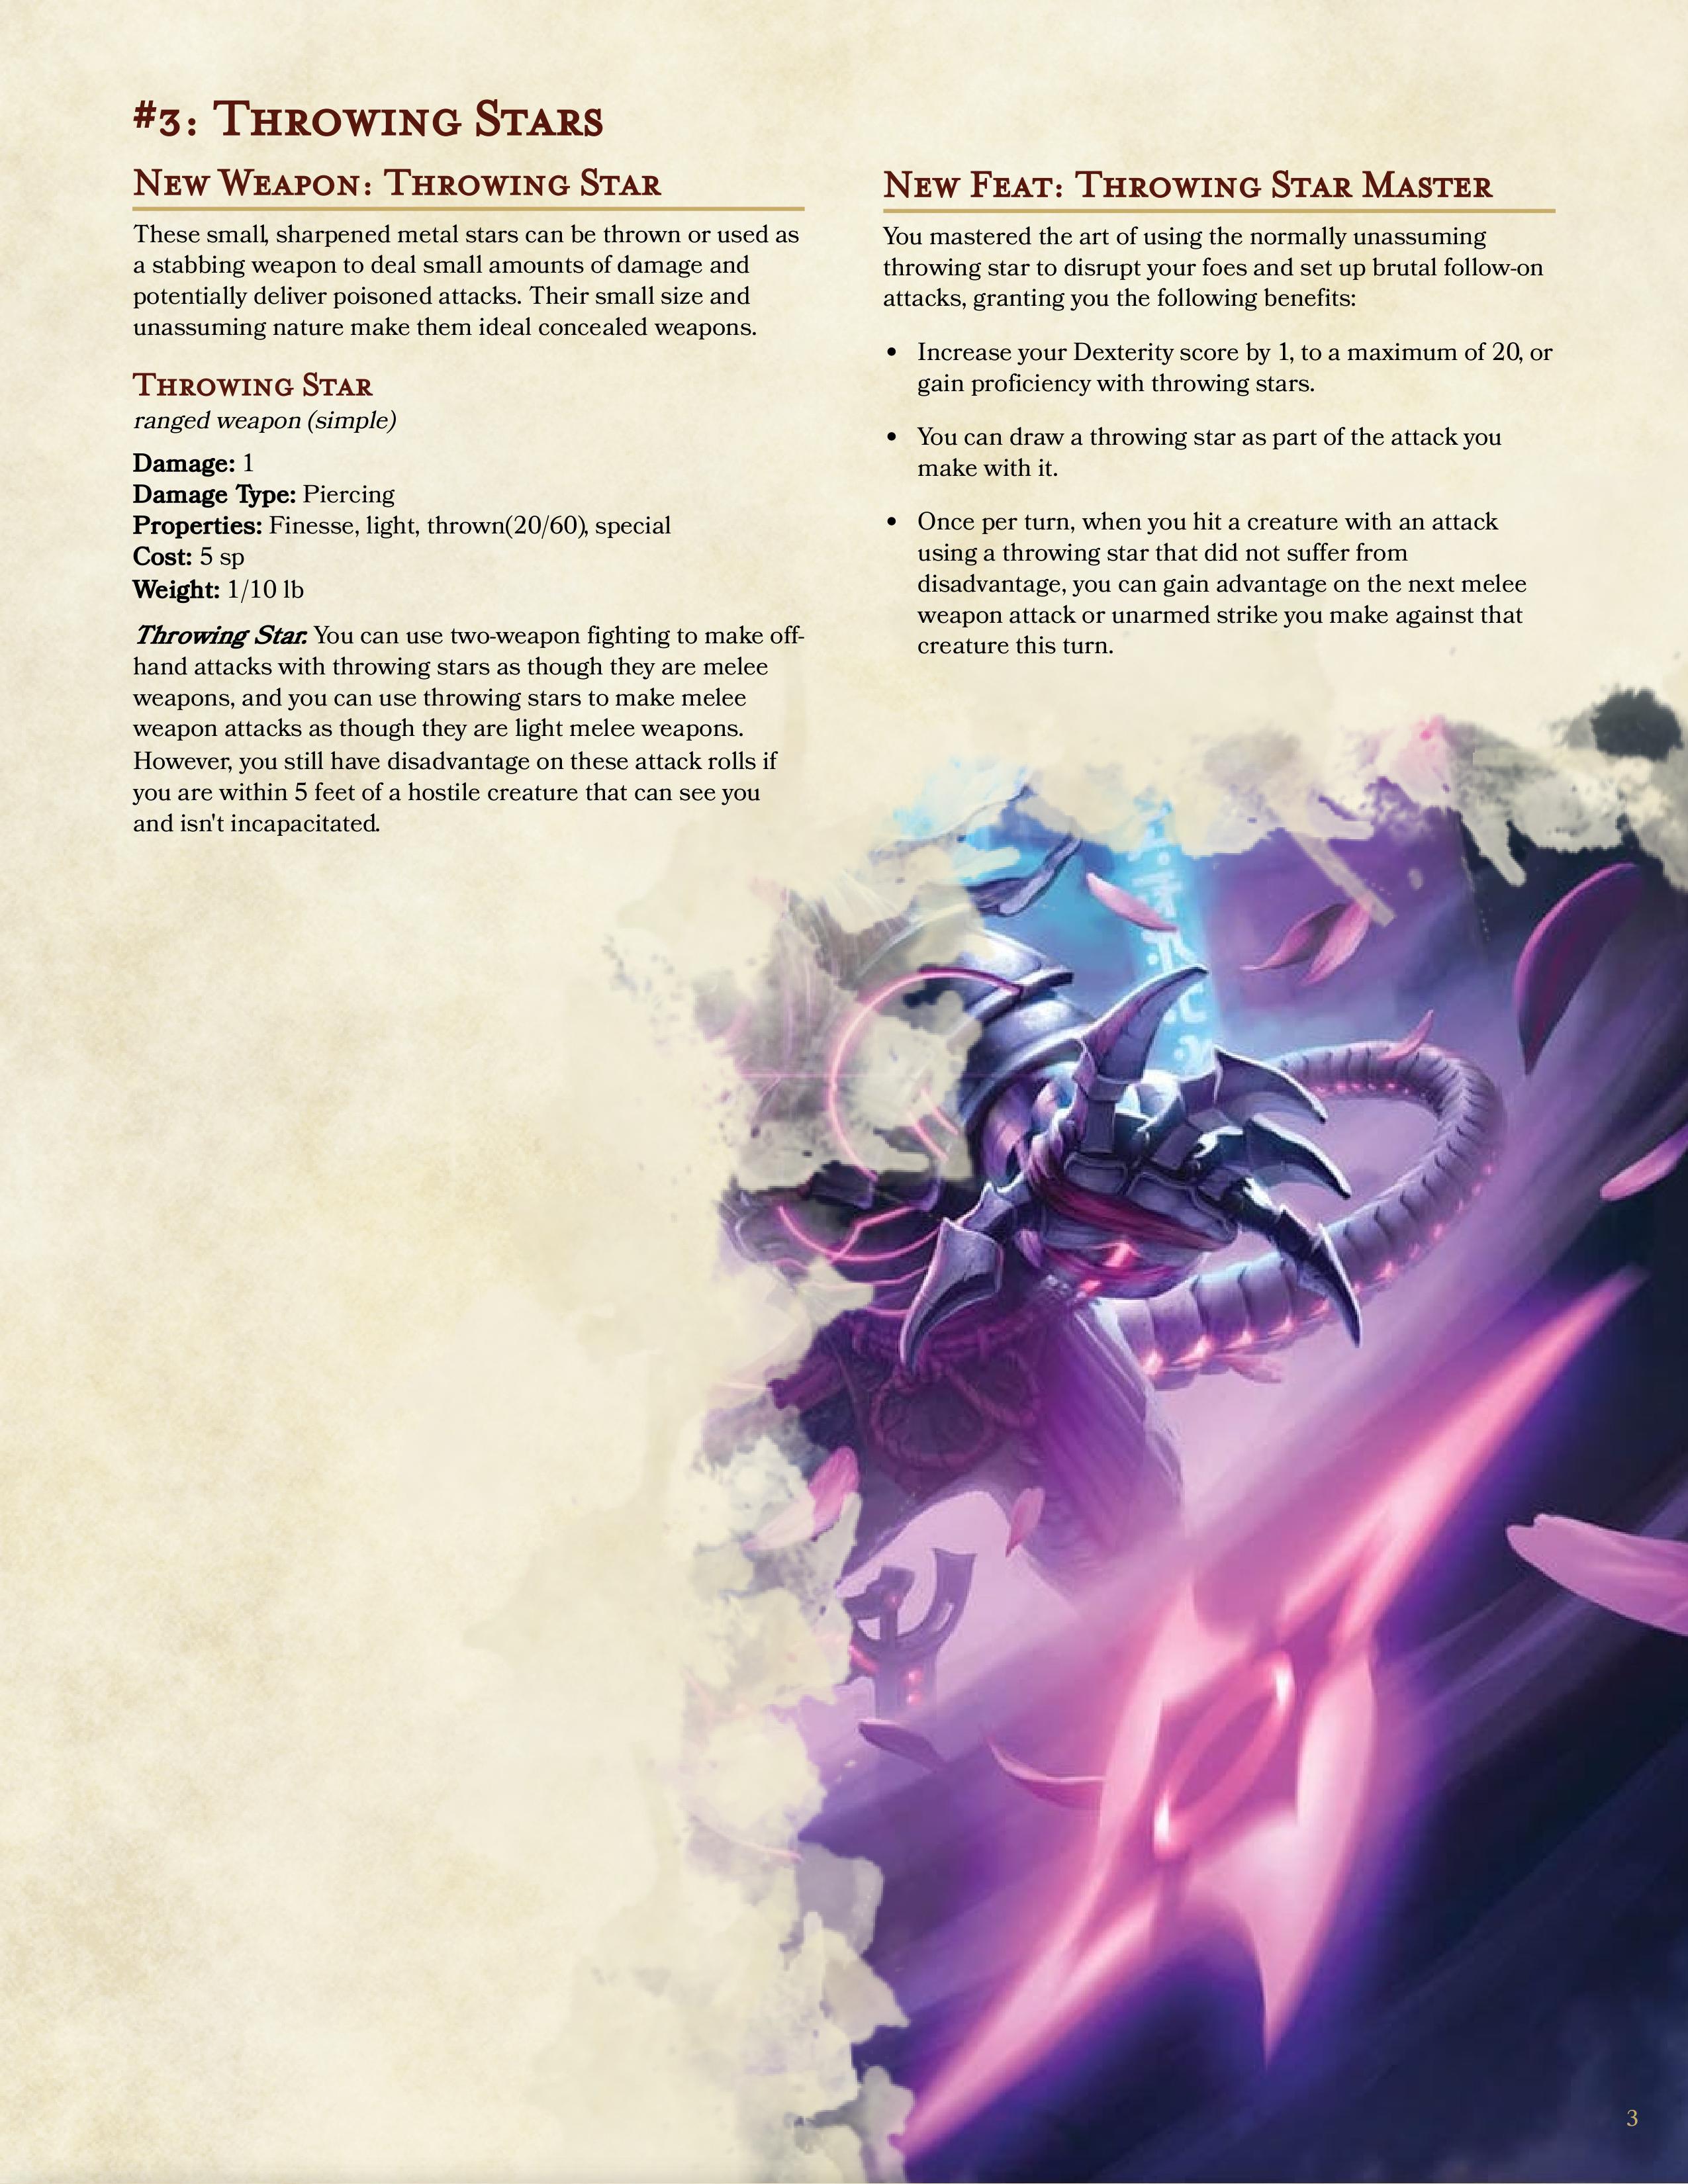 #3: Throwing Stars
New Weapon: Throwing Star
These small, sharpened metal stars can be thrown or used as
a stabbing weapon to deal small amounts of damage and
potentially deliver poisoned attacks. Their small size and
unassuming nature make them ideal concealed weapons.
Throwing Star
ranged weapon (simple)
Damage: 1
Damage Type: Piercing
Properties: Finesse, light, thrown(20/60), special
Cost: 5 sp
Weight: 1/10 lb
Throwing Star. You can use two-weapon fighting to make off-
hand attacks with throwing stars as though they are melee
weapons, and you can use throwing stars to make melee
weapon attacks as though they are light melee weapons.
However, you still have disadvantage on these attack rolls if
you are within 5 feet of a hostile creature that can see you
and isn't incapacitated.
New Feat: Throwing Star Master
You mastered the art of using the normally unassuming
throwing star to disrupt your foes and set up brutal follow-on
attacks, granting you the following benefits:
• Increase your Dexterity score by 1, to a maximum of 20, or
gain proficiency with throwing stars.
• You can draw a throwing star as part of the attack you
make with it.
• Once per turn, when you hit a creature with an attack
using a throwing star that did not suffer from
disadvantage, you can gain advantage on the next melee
weapon attack or unarmed strike you make against that
creature this turn.
3